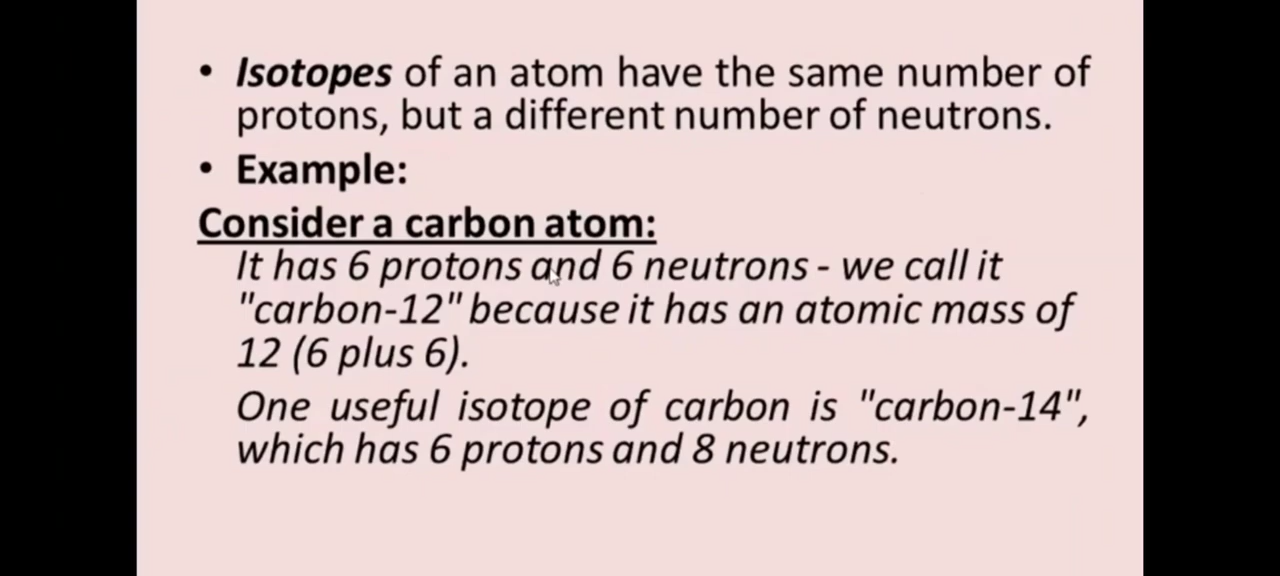 • Isotopes of an atom have the same number of
protons, but a different number of neutrons.
• Example:
Consider a carbon atom:
It has 6 protons and 6 neutrons - we call it
"carbon-12" because it has an atomic mass of
12 (6 plus 6).
One useful isotope of carbon is "carbon-14",
which has 6 protons and 8 neutrons.